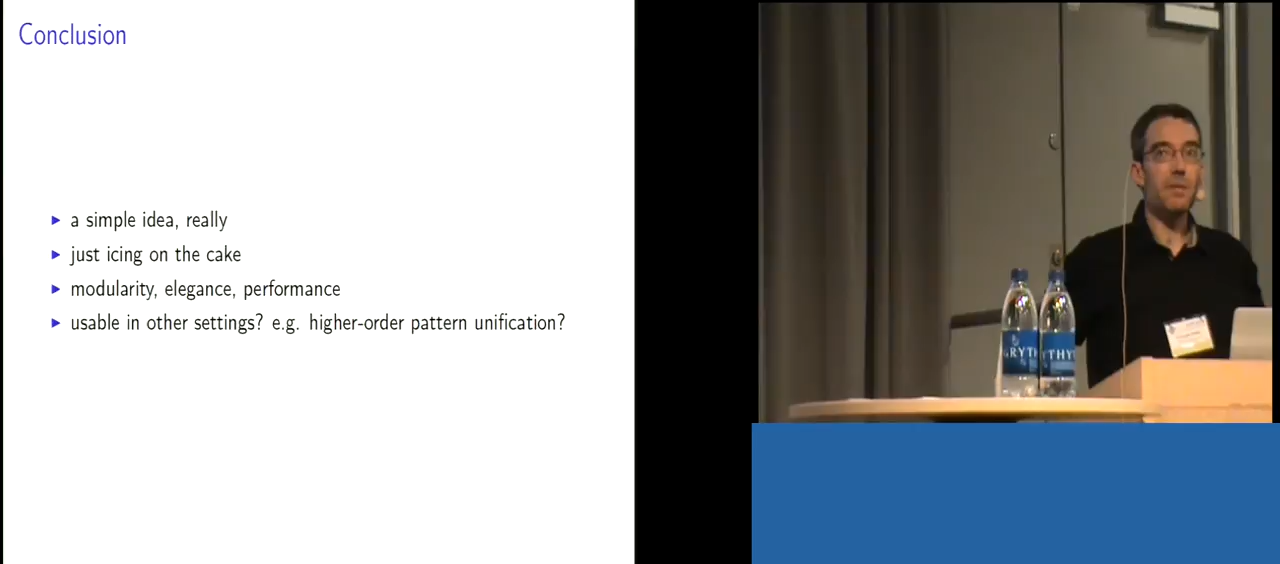 Conclusion
a simple idea, really
just icing on the cake
modularity, elegance, performance
usable in other settings? e.g. higher-order pattern unification?